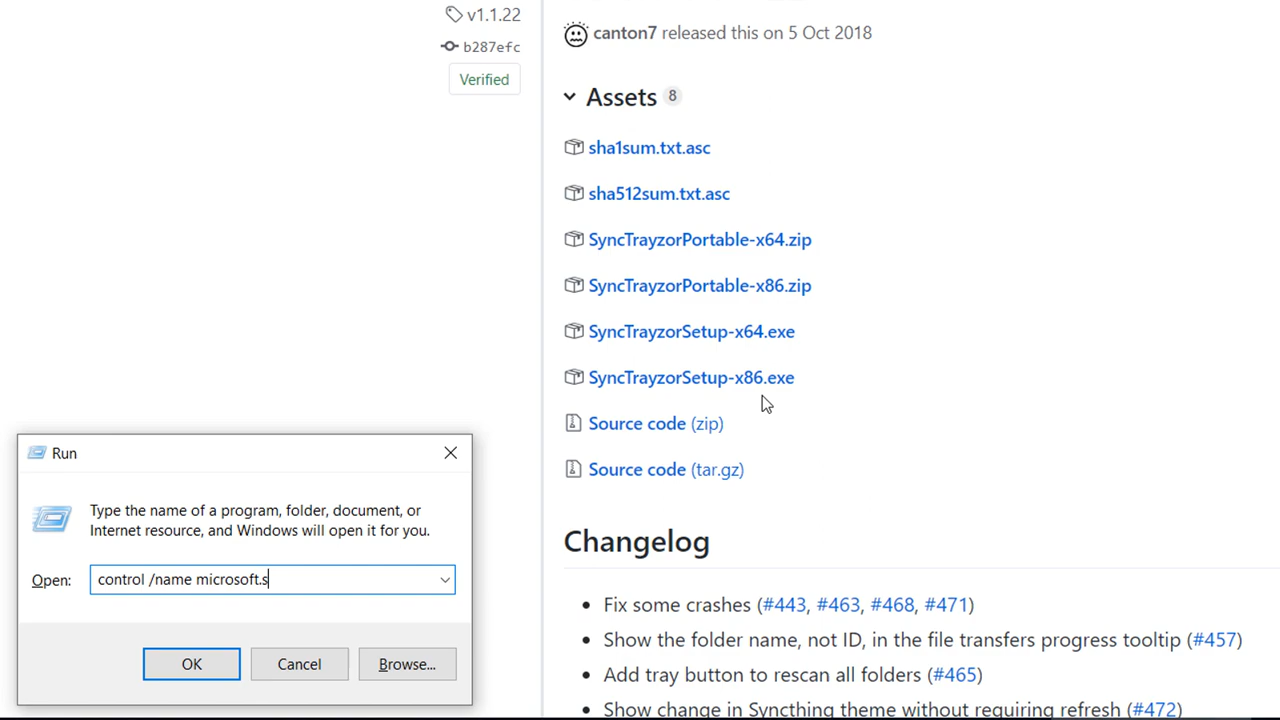 v1.1.22
b287efc
Verified
canton7 released this on 5 Oct 2018
Assets 8
sha1sum.txt.asc
sha512sum.txt.asc
SyncTrayzorPortable-x64.zip
SyncTrayzorPortable-x86.zip
SyncTrayzorSetup-x64.exe
SyncTrayzorSetup-x86.exe
Source code (zip)
Source code (tar.gz)
Changelog
Fix some crashes (#443, #463, #468, #471)
Show the folder name, not ID, in the file transfers progress tooltip (#457)
Add tray button to rescan all folders (#465)
Show change in Syncthing theme without requiring refresh (#472)
Run
Type the name of a program, folder, document, or
Internet resource, and Windows will open it for you.
Open: control /name microsoft.s
OK Cancel Browse...